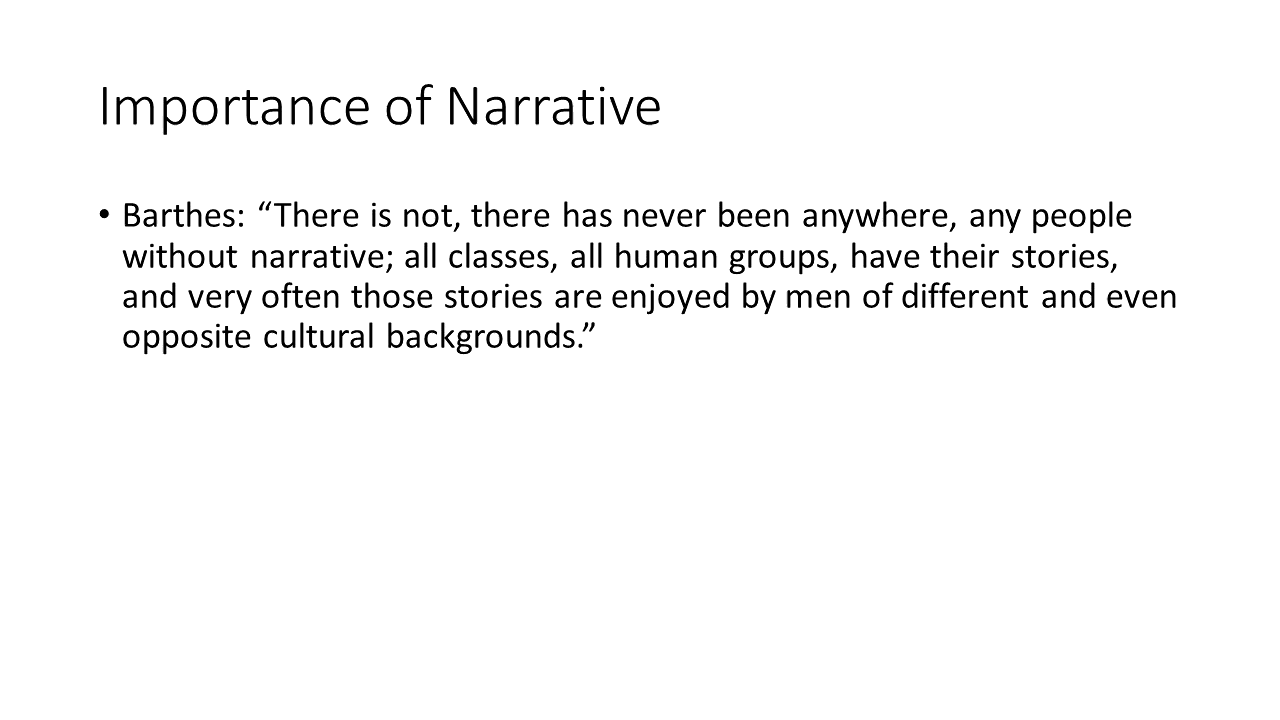 Importance of Narrative
• Barthes: “There is not, there has never been anywhere, any people
without narrative; all classes, all human groups, have their stories,
and very often those stories are enjoyed by men of different and even
opposite cultural backgrounds.”